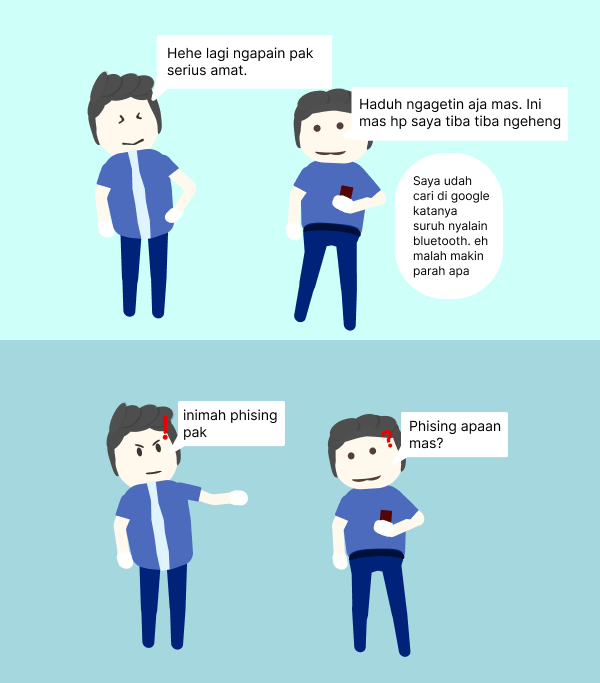 Hehe lagi ngapain pak
serius amat.
Haduh ngagetin aja mas. Ini
mas hp saya tiba tiba ngeheng
Saya udah
cari di google
katanya
suruh nyalain
bluetooth. eh
malah makin
parah apa
!
inimah phising
pak
?
Phising apaan
mas?